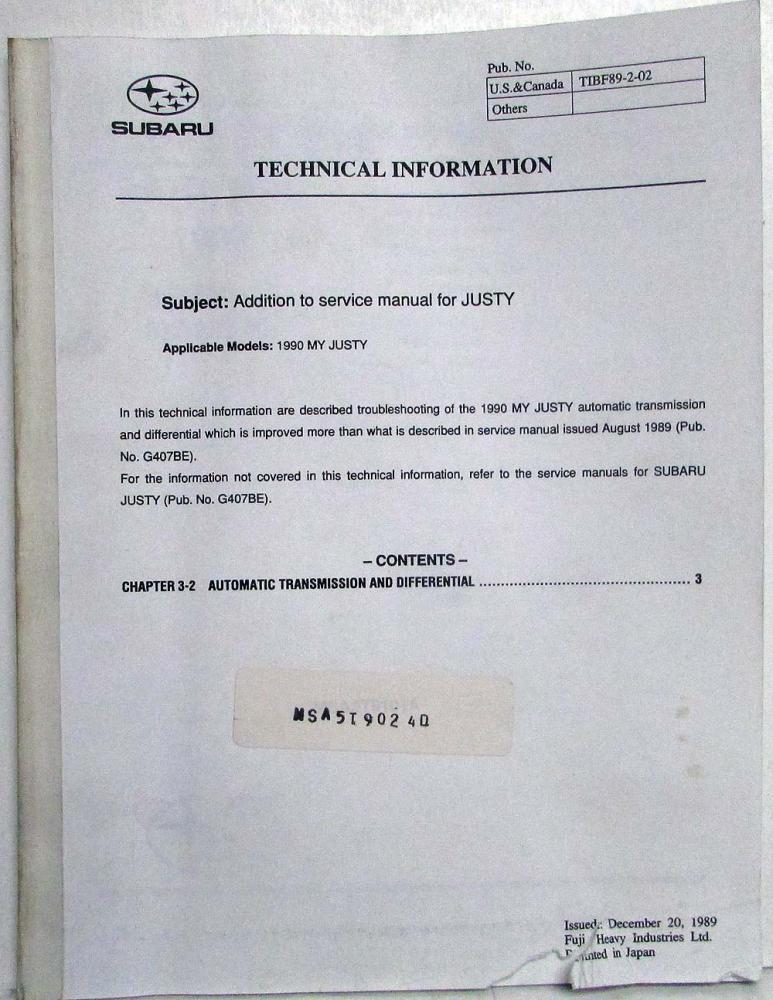 SUBARU
Pub. No.
U.S.&Canada TIBF89-2-02
Others
TECHNICAL INFORMATION
Subject: Addition to service manual for JUSTY
Applicable Models: 1990 MY JUSTY
In this technical information are described troubleshooting of the 1990 MY JUSTY automatic transmission
and differential which is improved more than what is described in service manual issued August 1989 (Pub.
No. G407BE).
For the information not covered in this technical information, refer to the service manuals for SUBARU
JUSTY (Pub. No. G407BE).
– CONTENTS –
CHAPTER 3-2 AUTOMATIC TRANSMISSION AND DIFFERENTIAL ................................................ 3
MSA5T9024Q
Issued: December 20, 1989
Fuji Heavy Industries Ltd.
in Japan